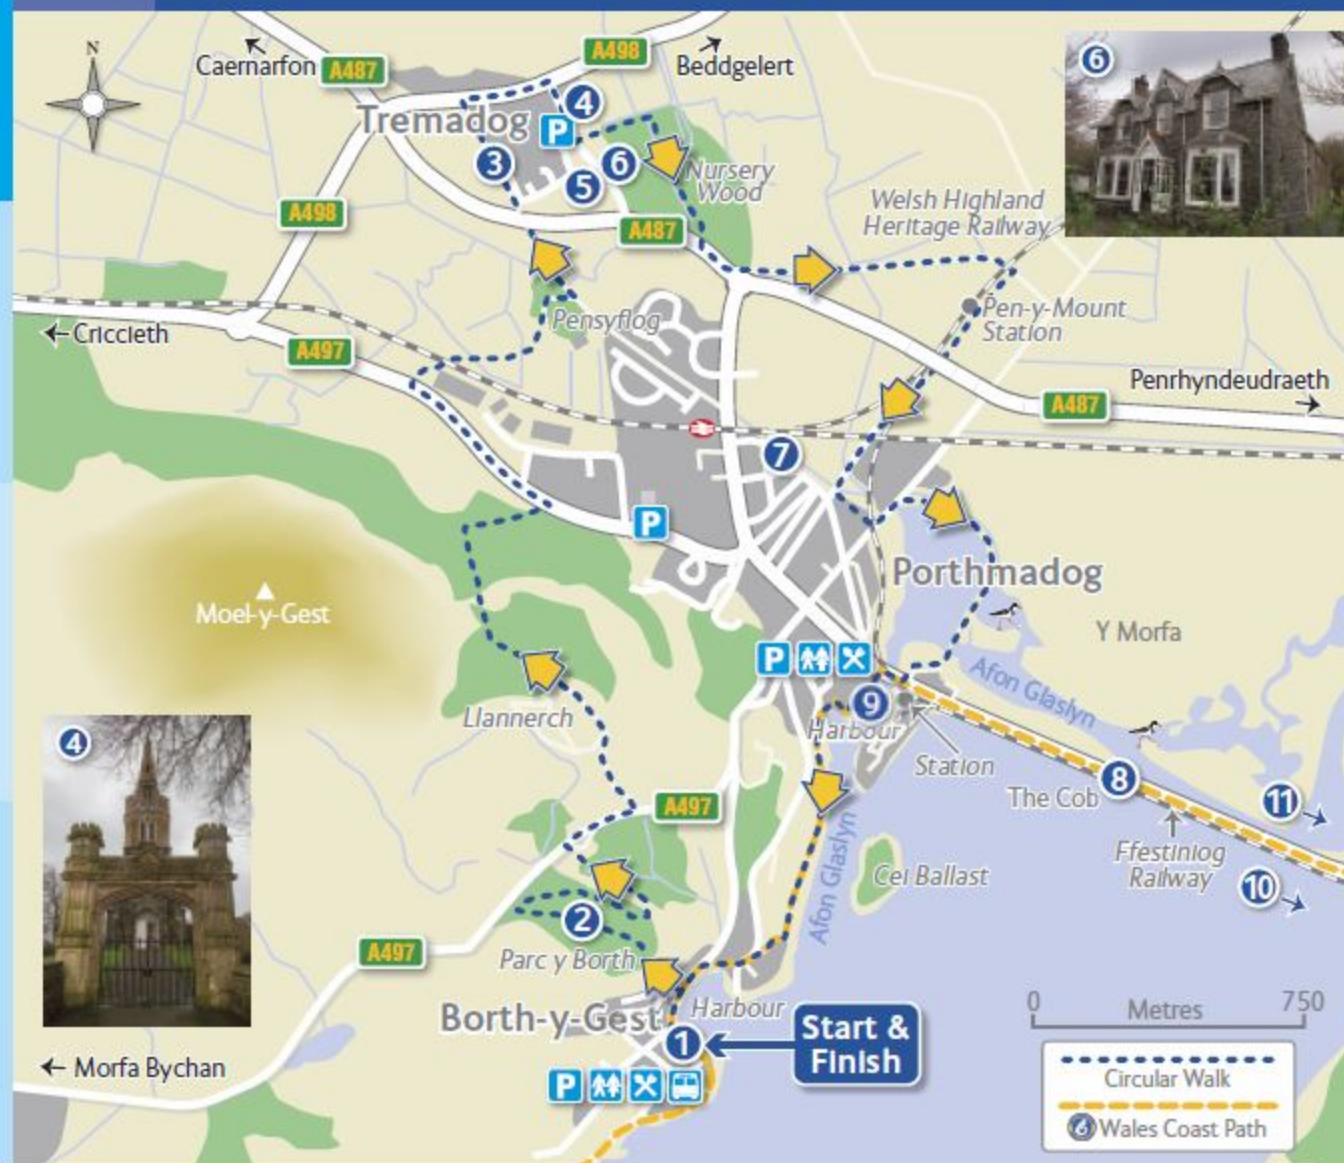 N
Caernarfon
A487
A498
Beddgelert
6
Tremadog
P
4
3
6
5
Nursery
Wood
A498
A487
Welsh Highland
Heritage Railway
Criccieth
A497
Pensyflog
Pen-y-Mount
Station
Penrhyndeudraeth
A487
7
P
Porthmadog
Moel-y-Gest
Y Morfa
P
Afon Glaslyn
Llannerch
9
Harbour
4
Station
8
The Cob
11
A497
Ffestiniog
Railway
Afon Glaslyn
Cei Ballast
10
2
A497
Parc y Borth
Borth-y-Gest
Harbour
1
Start &
Finish
0
Metres
750
Morfa Bychan
P
Circular Walk
6
Wales Coast Path